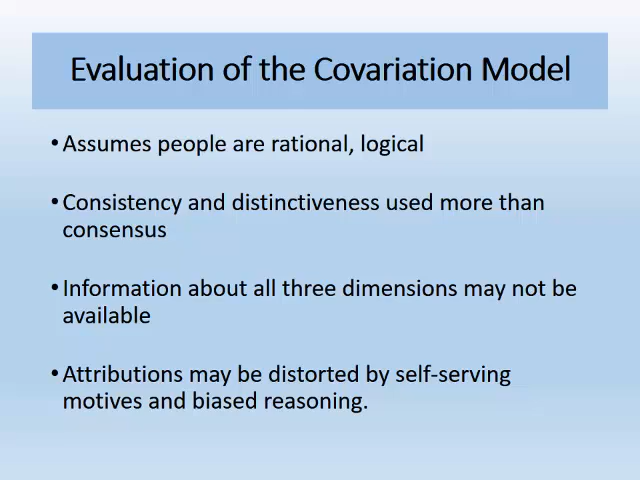 Evaluation of the Covariation Model
•Assumes people are rational, logical
•Consistency and distinctiveness used more than
consensus
•Information about all three dimensions may not be
available
•Attributions may be distorted by self-serving
motives and biased reasoning.